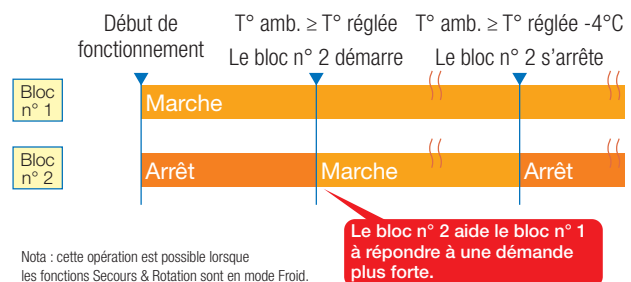 Début de
fonctionnement
T° amb. ≥ T° réglée
Le bloc n° 2 démarre
T° amb. ≥ T° réglée -4°C
Le bloc n° 2 s’arrête
Bloc
n° 1
Marche
Bloc
n° 2
Arrêt
Marche
Arrêt
Le bloc n° 2 aide le bloc n° 1
à répondre à une démande
plus forte.
Nota : cette opération est possible lorsque
les fonctions Secours & Rotation sont en mode Froid.